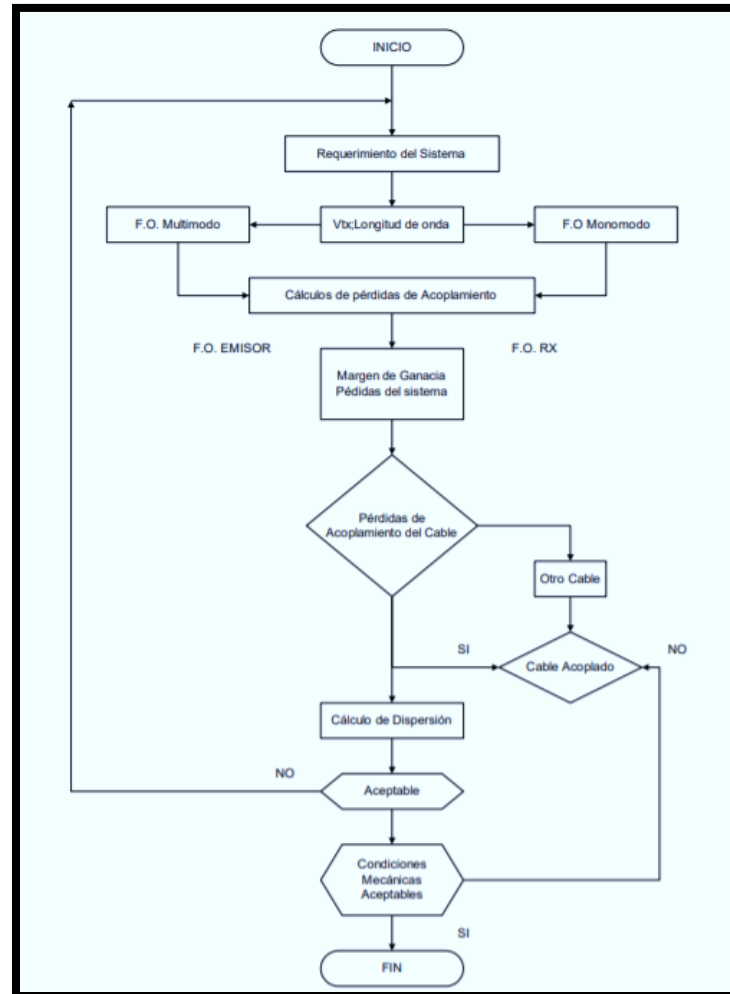 INICIO
Requerimiento del Sistema
F.O. Multimodo
Vtx;Longitud de onda
F.O Monomodo
Cálculos de pérdidas de Acoplamiento
F.O. EMISOR
F.O. RX
Margen de Ganacia
Pédidas del sistema
Pérdidas de
Acoplamiento del Cable
Otro Cable
SI
NO
Cable Acoplado
Cálculo de Dispersión
NO
Aceptable
Condiciones
Mecánicas
Aceptables
SI
FIN